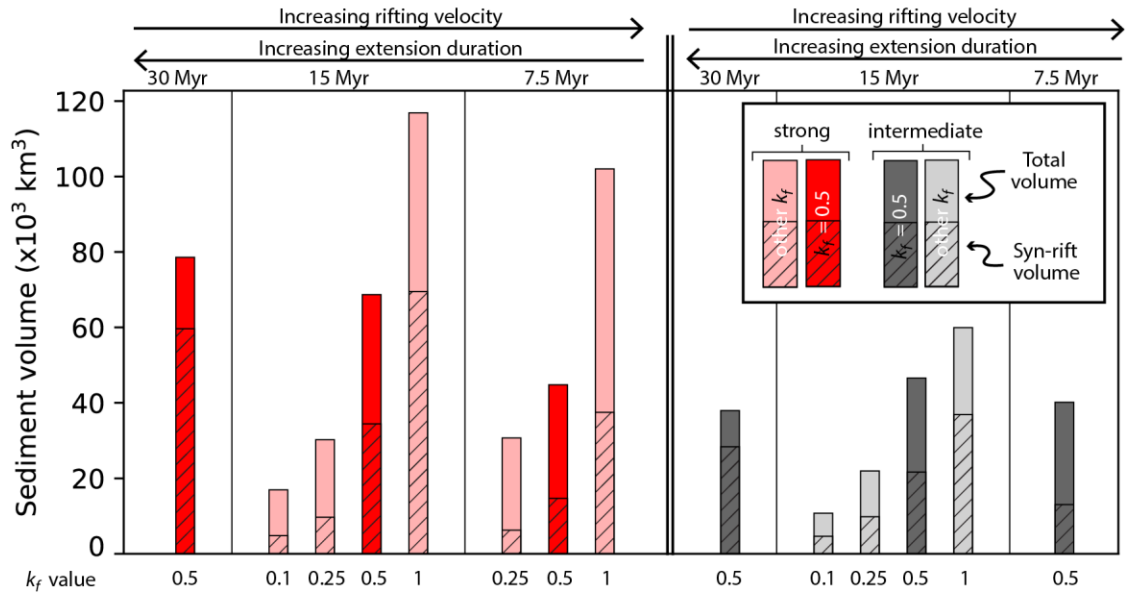 Increasing rifting velocity
Increasing extension duration
30 Myr 15 Myr 7.5 Myr
Increasing rifting velocity
Increasing extension duration
30 Myr 15 Myr 7.5 Myr
Sediment volume (x10³ km³)
120
100
80
60
40
20
0
strong intermediate
other kf
kf = 0.5
kf = 0.5
other kf
Total
volume
Syn-rift
volume
kf value 0.5 0.1 0.25 0.5 1 0.25 0.5 1 0.5 0.1 0.25 0.5 1 0.5